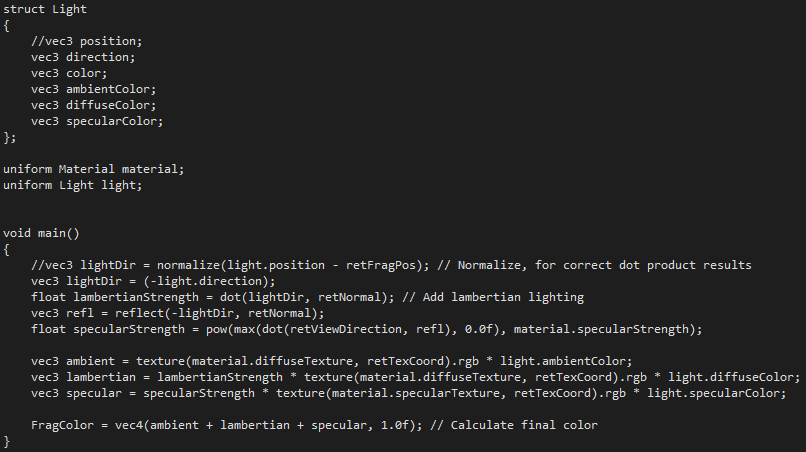 struct Light
{
    //vec3 position;
    vec3 direction;
    vec3 color;
    vec3 ambientColor;
    vec3 diffuseColor;
    vec3 specularColor;
};

uniform Material material;
uniform Light light;


void main()
{
    //vec3 lightDir = normalize(light.position - retFragPos); // Normalize, for correct dot product results
    vec3 lightDir = (-light.direction);
    float lambertianStrength = dot(lightDir, retNormal); // Add lambertian lighting
    vec3 refl = reflect(-lightDir, retNormal);
    float specularStrength = pow(max(dot(retViewDirection, refl), 0.0f), material.specularStrength);

    vec3 ambient = texture(material.diffuseTexture, retTexCoord).rgb * light.ambientColor;
    vec3 lambertian = lambertianStrength * texture(material.diffuseTexture, retTexCoord).rgb * light.diffuseColor;
    vec3 specular = specularStrength * texture(material.specularTexture, retTexCoord).rgb * light.specularColor;

    FragColor = vec4(ambient + lambertian + specular, 1.0f); // Calculate final color
}